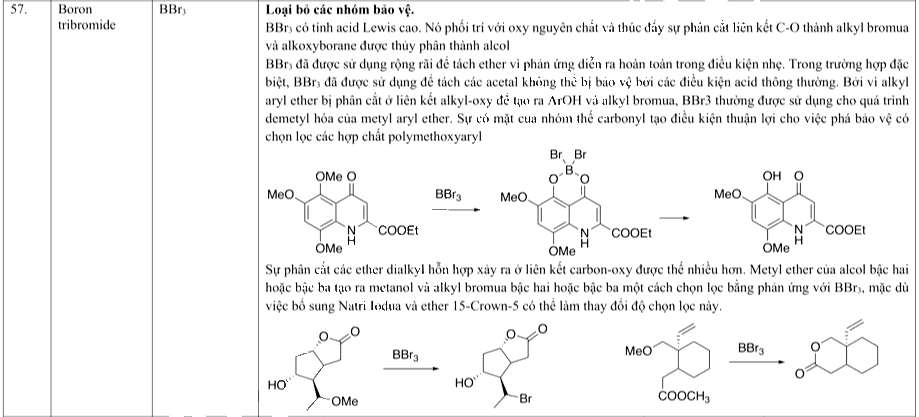 57. Boron tribromide BBr3 Loại bỏ các nhóm bảo vệ.
BBr3 có tính acid Lewis cao. Nó phối trí với oxy nguyên chất và thúc đẩy sự phân cắt liên kết C-O thành alkyl bromua
và alkoxyborane được thủy phân thành alcol
BBr3 đã được sử dụng rộng rãi để tách ether vì phản ứng diễn ra hoàn toàn trong điều kiện nhẹ. Trong trường hợp đặc
biệt, BBr3 đã được sử dụng để tách các acetal không thể bị bảo vệ bởi các điều kiện acid thông thường. Bởi vì alkyl
aryl ether bị phân cắt ở liên kết alkyl-oxy để tạo ra ArOH và alkyl bromua, BBr3 thường được sử dụng cho quá trình
demetyl hóa của metyl aryl ether. Sự có mặt của nhóm thế carbonyl tạo điều kiện thuận lợi cho việc phá bảo vệ có
chọn lọc các hợp chất polymethoxyaryl
OMe O MeO N H COOEt OMe
BBr3
Br Br B O O MeO N H COOEt OMe
OH O MeO N H COOEt OMe
Sự phân cắt các ether dialkyl hỗn hợp xảy ra ở liên kết carbon-oxy được thế nhiều hơn. Metyl ether của alcol bậc hai
hoặc bậc ba tạo ra metanol và alkyl bromua bậc hai hoặc bậc ba một cách chọn lọc bằng phản ứng với BBr3, mặc dù
việc bổ sung Natri Iodua và ether 15-Crown-5 có thể làm thay đổi độ chọn lọc này.
O O HO OMe
BBr3
O O HO Br
MeO COOCH3
BBr3
O O